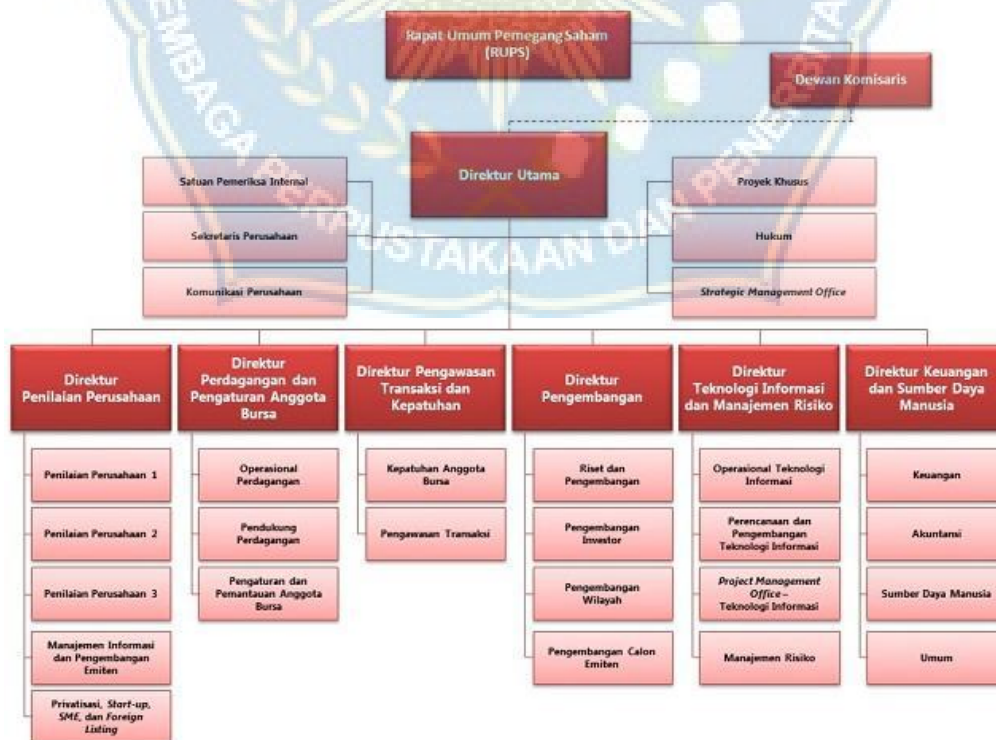 Rapat Umum Pemegang Saham
(RUPS)
Dewan Komisaris
Direktur Utama
Satuan Pemeriksa Internal
Sekretaris Perusahaan
Komunikasi Perusahaan
Proyek Khusus
Hukum
Strategic Management Office
Direktur
Penilaian Perusahaan
Penilaian Perusahaan 1
Penilaian Perusahaan 2
Penilaian Perusahaan 3
Manajemen Informasi
dan Pengembangan
Emiten
Privatisasi, Start-up,
SME, dan Foreign
Listing
Direktur
Perdagangan dan
Pengaturan Anggota
Bursa
Operasional
Perdagangan
Pendukung
Perdagangan
Pengaturan dan
Pemantauan Anggota
Bursa
Direktur Pengawasan
Transaksi dan
Kepatuhan
Kepatuhan Anggota
Bursa
Pengawasan Transaksi
Direktur
Pengembangan
Riset dan
Pengembangan
Pengembangan
Investor
Pengembangan
Wilayah
Pengembangan Calon
Emiten
Direktur
Teknologi Informasi
dan Manajemen Risiko
Operasional Teknologi
Informasi
Perencanaan dan
Pengembangan
Teknologi Informasi
Project Management
Office –
Teknologi Informasi
Manajemen Risiko
Direktur Keuangan
dan Sumber Daya
Manusia
Keuangan
Akuntansi
Sumber Daya Manusia
Umum
PERPUSTAKAAN DAN